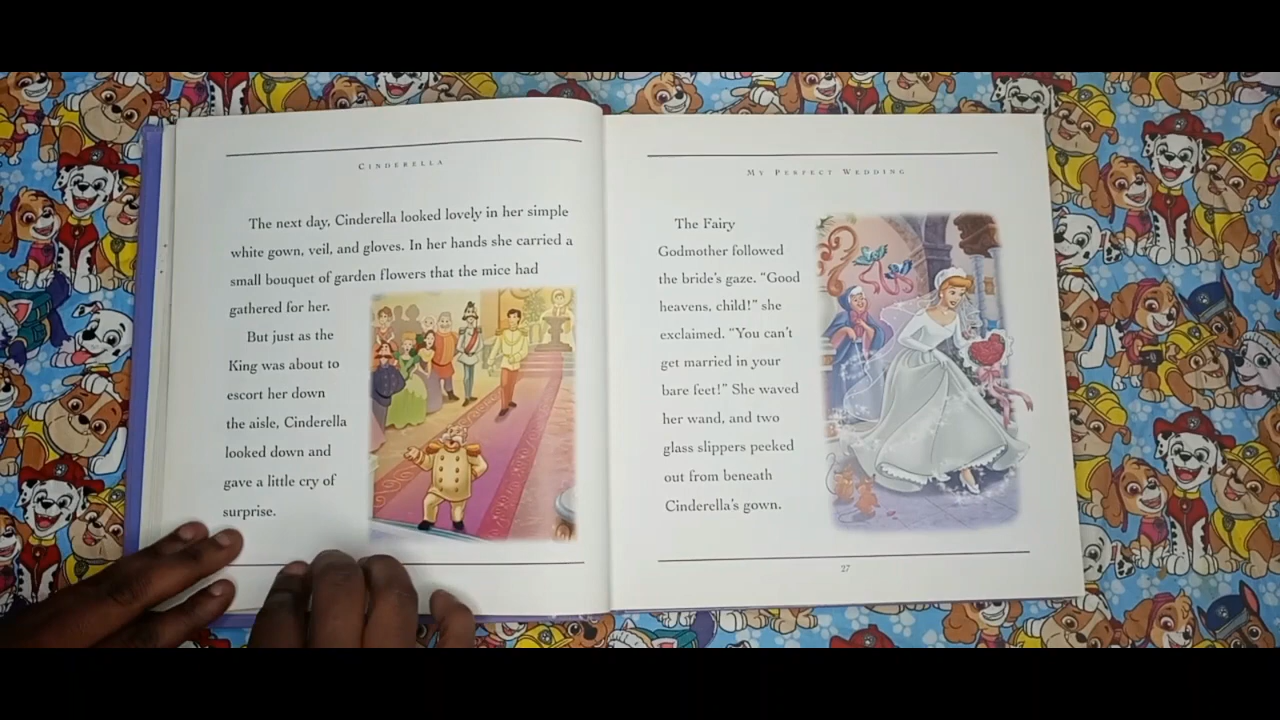 CINDERELLA
The next day, Cinderella looked lovely in her simple
white gown, veil, and gloves. In her hands she carried a
small bouquet of garden flowers that the mice had
gathered for her.
But just as the
King was about to
escort her down
the aisle, Cinderella
looked down and
gave a little cry of
surprise.
MY PERFECT WEDDING
The Fairy
Godmother followed
the bride's gaze. “Good
heavens, child!” she
exclaimed. “You can't
get married in your
bare feet!” She waved
her wand, and two
glass slippers peeked
out from beneath
Cinderella's gown.
27